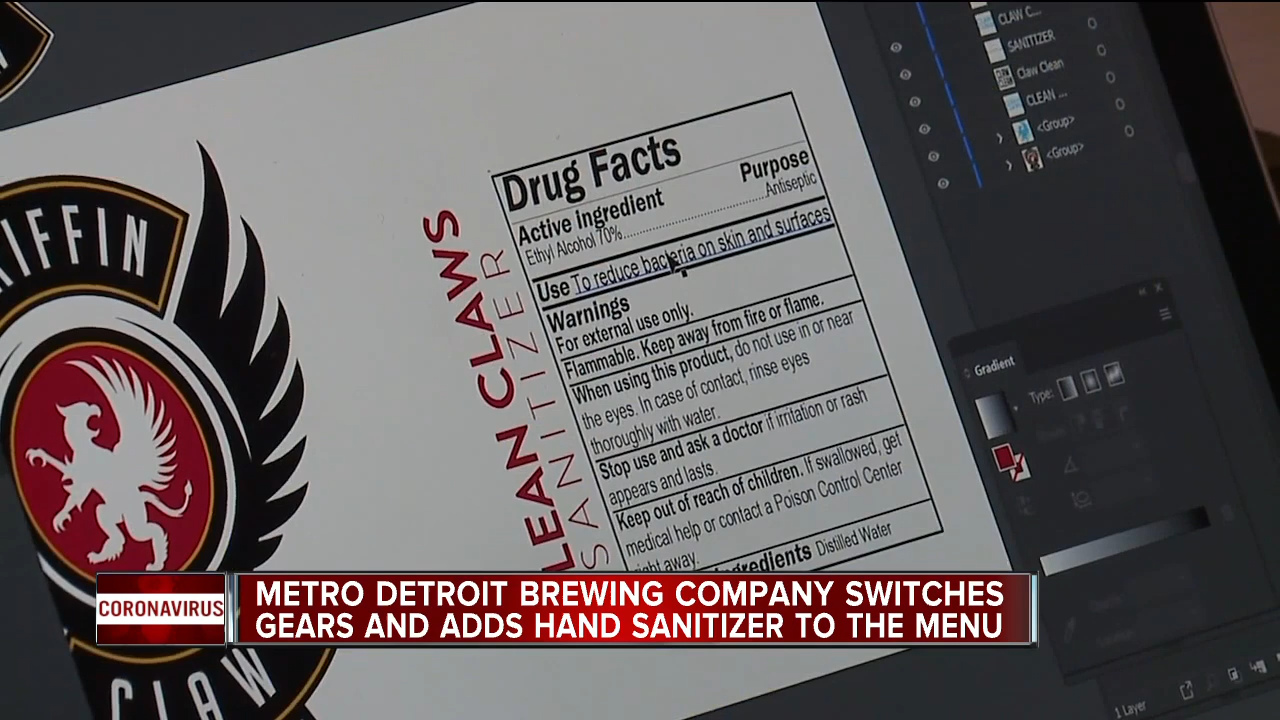 RIFFIN
CLAW
CLEAN CLAWS
SANITIZER
Drug Facts
Active ingredient
Purpose
Ethyl Alcohol 70%
Antiseptic
Use To reduce bacteria on skin and surfaces
Warnings
For external use only.
Flammable. Keep away from fire or flame.
When using this product, do not use in or near
the eyes. In case of contact, rinse eyes
thoroughly with water.
Stop use and ask a doctor if irritation or rash
appears and lasts.
Keep out of reach of children. If swallowed, get
medical help or contact a Poison Control Center
right away.
ingredients Distilled Water
CLAW C...
SANITIZER
Claw Clean
CLEAN ...
<Group>
<Group>
Gradient
Type:
1 Layer
CORONAVIRUS
METRO DETROIT BREWING COMPANY SWITCHES
GEARS AND ADDS HAND SANITIZER TO THE MENU